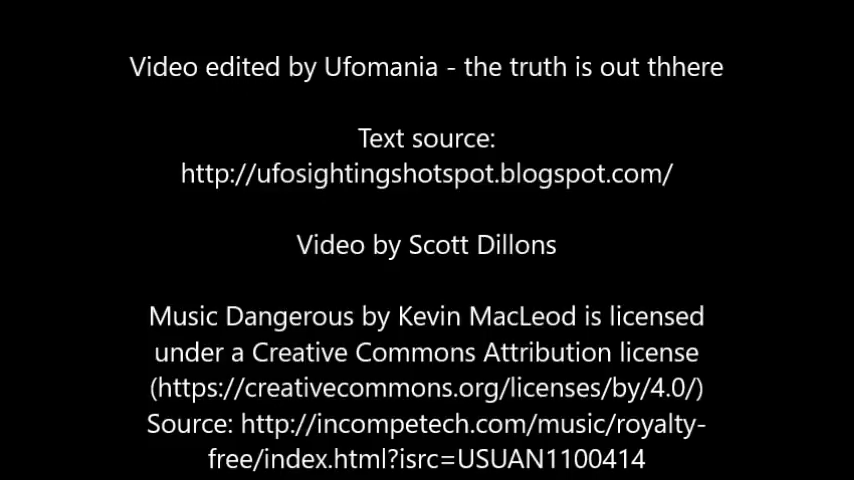 Video edited by Ufomania - the truth is out thhere
Text source:
http://ufosightingshotspot.blogspot.com/
Video by Scott Dillons
Music Dangerous by Kevin MacLeod is licensed
under a Creative Commons Attribution license
(https://creativecommons.org/licenses/by/4.0/)
Source: http://incompetech.com/music/royalty-
free/index.html?isrc=USUAN1100414